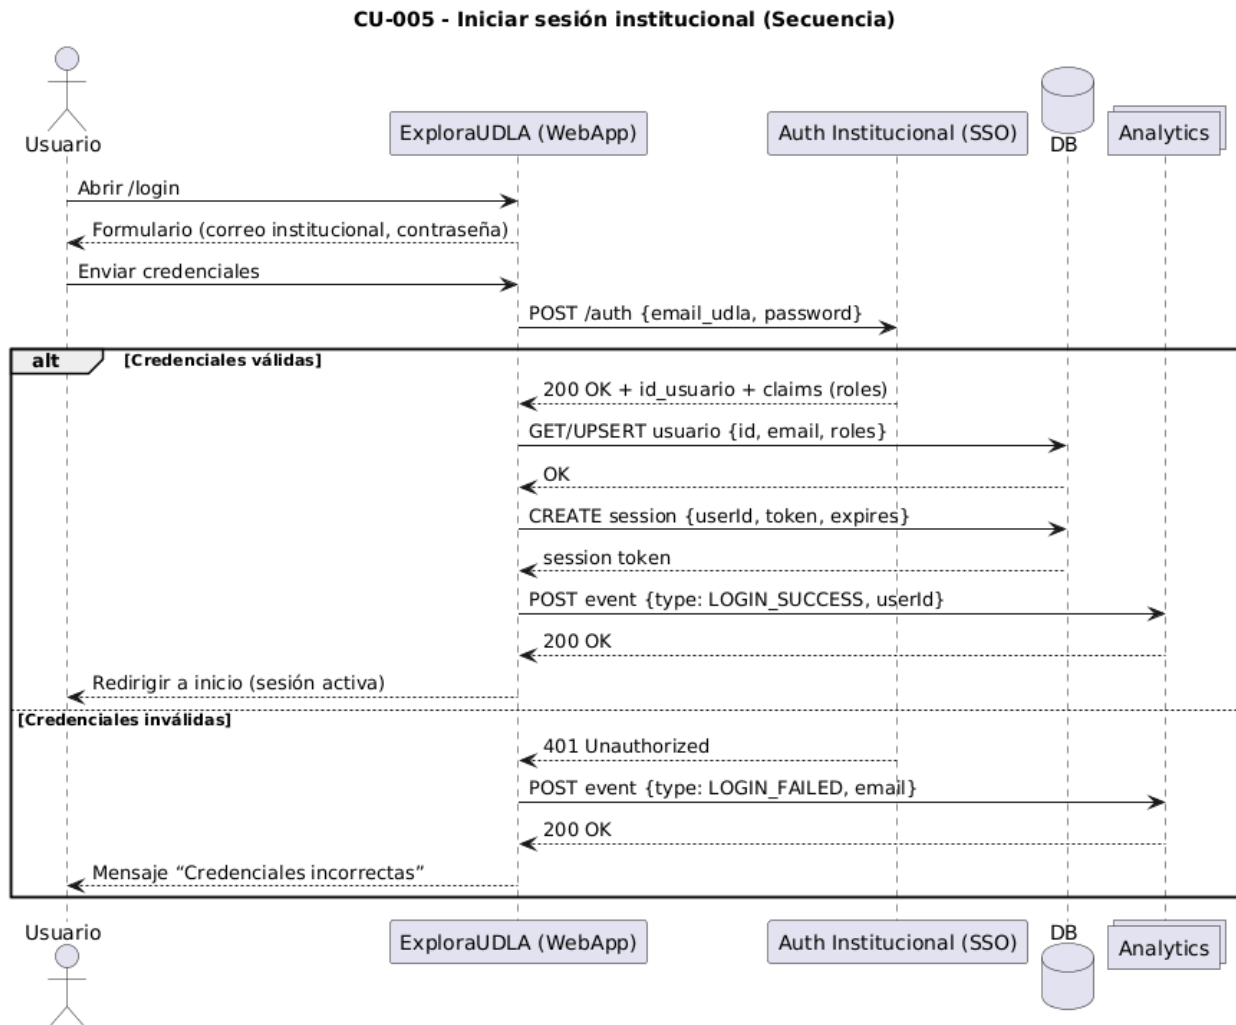 CU-005 - Iniciar sesión institucional (Secuencia)
Usuario
ExploraUDLA (WebApp)
Auth Institucional (SSO)
DB
Analytics
Abrir /login
Formulario (correo institucional, contraseña)
Enviar credenciales
POST /auth {email_udla, password}
alt
[Credenciales válidas]
200 OK + id_usuario + claims (roles)
GET/UPSERT usuario {id, email, roles}
OK
CREATE session {userId, token, expires}
session token
POST event {type: LOGIN_SUCCESS, userId}
200 OK
Redirigir a inicio (sesión activa)
[Credenciales inválidas]
401 Unauthorized
POST event {type: LOGIN_FAILED, email}
200 OK
Mensaje “Credenciales incorrectas”
Usuario
ExploraUDLA (WebApp)
Auth Institucional (SSO)
DB
Analytics